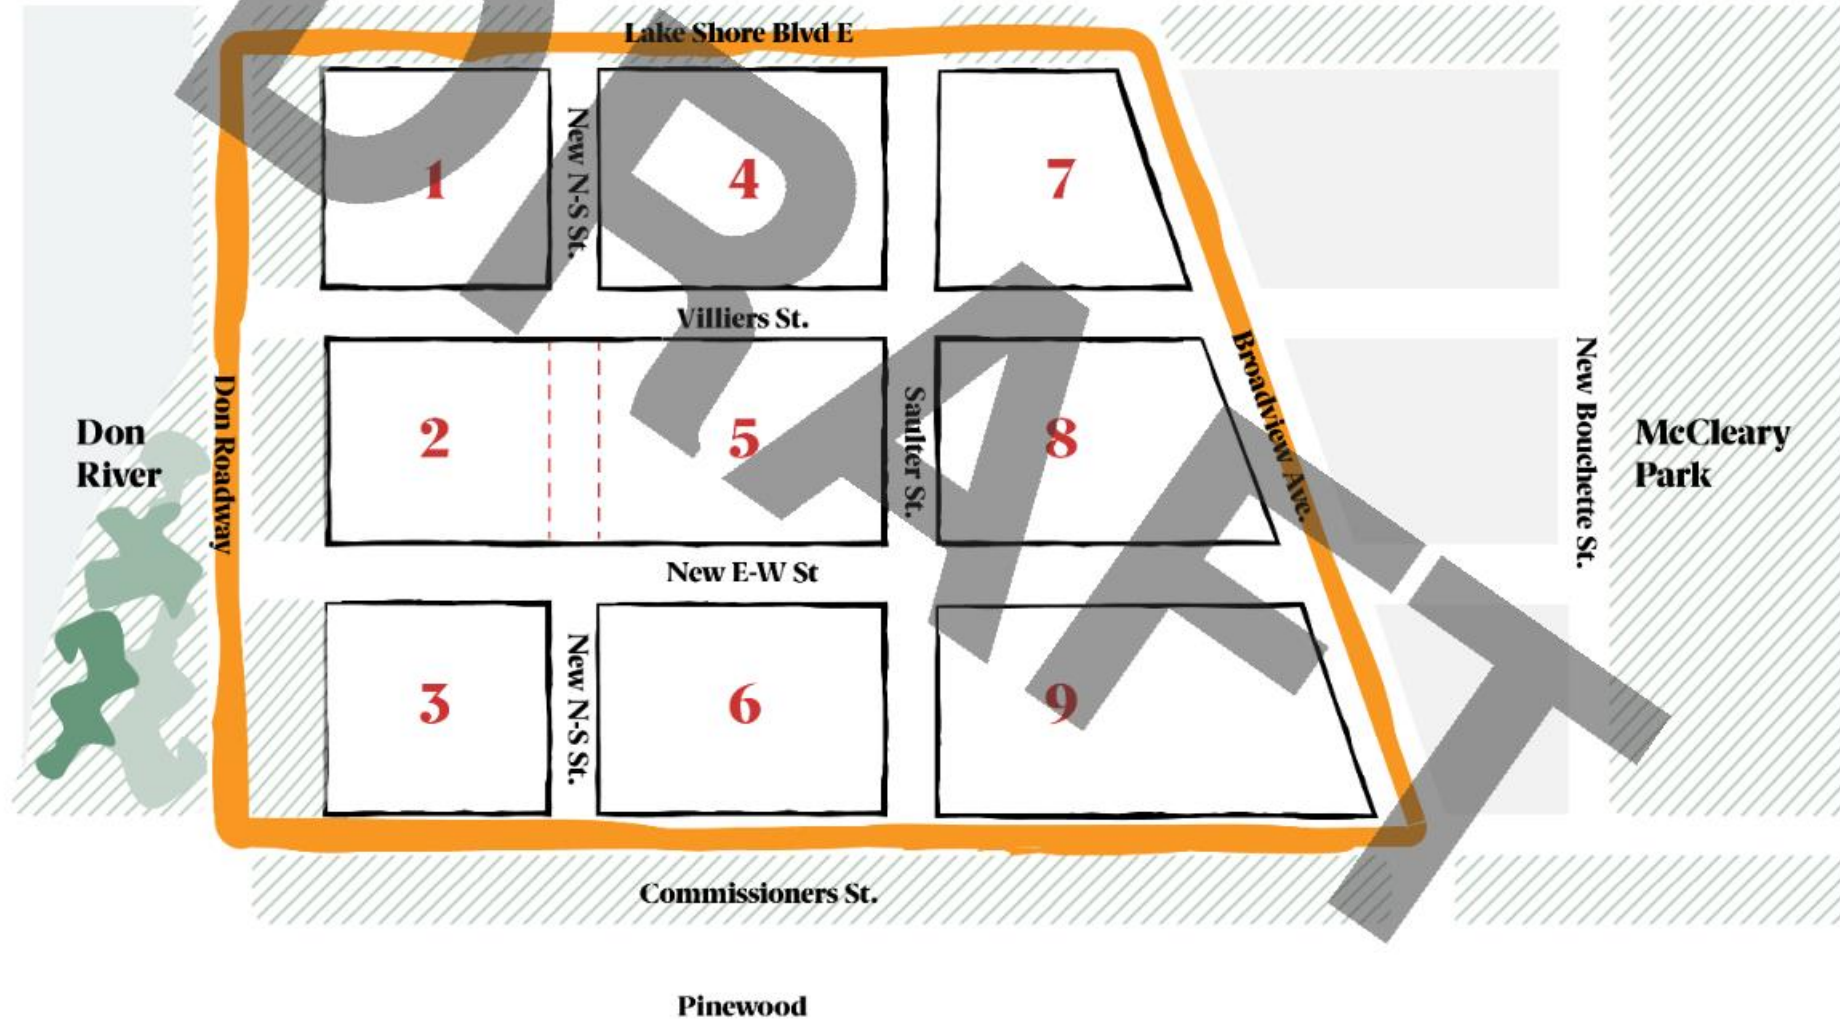 Lake Shore Blvd E
1
New N-S St.
4
7
Villiers St.
Don Roadway
Don
River
2
5
Saulter St.
8
Broadview Ave.
New Bouchette St.
McCleary
Park
New E-W St
3
New N-S St.
6
9
Commissioners St.
Pinewood
DRAFT